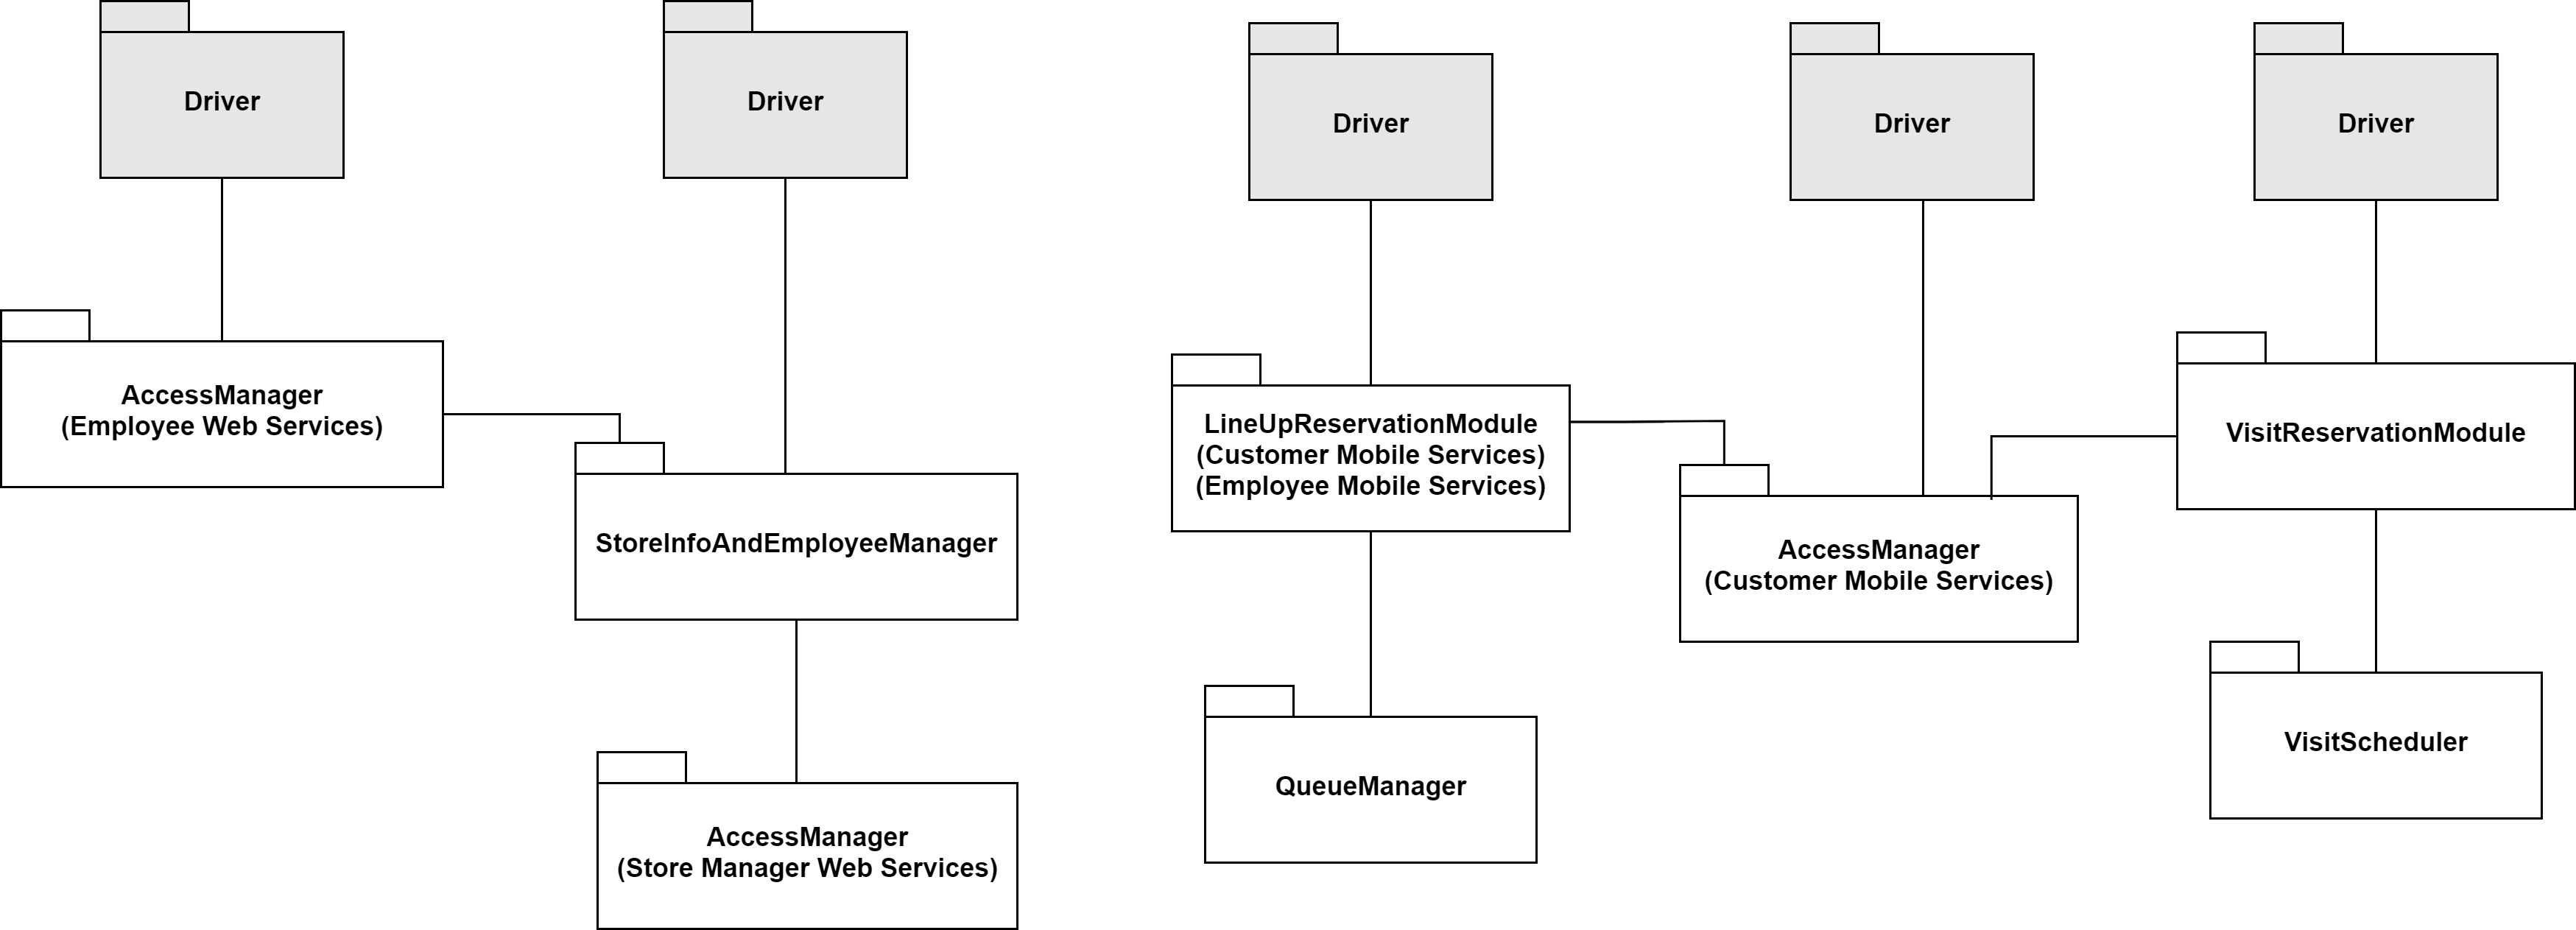 Driver
Driver
Driver
Driver
Driver
AccessManager
(Employee Web Services)
LineUpReservationModule
(Customer Mobile Services)
(Employee Mobile Services)
VisitReservationModule
StoreInfoAndEmployeeManager
AccessManager
(Customer Mobile Services)
VisitScheduler
QueueManager
AccessManager
(Store Manager Web Services)